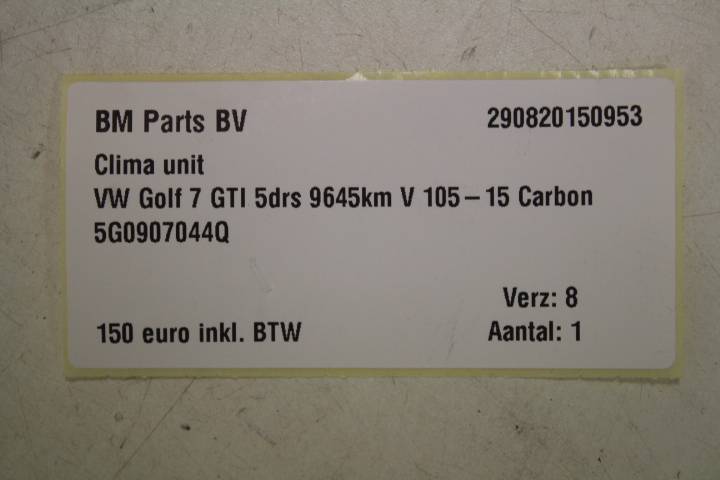 BM Parts BV 290820150953
Clima unit
VW Golf 7 GTI 5drs 9645km V 105 – 15 Carbon
5G0907044Q
Verz: 8
150 euro inkl. BTW Aantal: 1